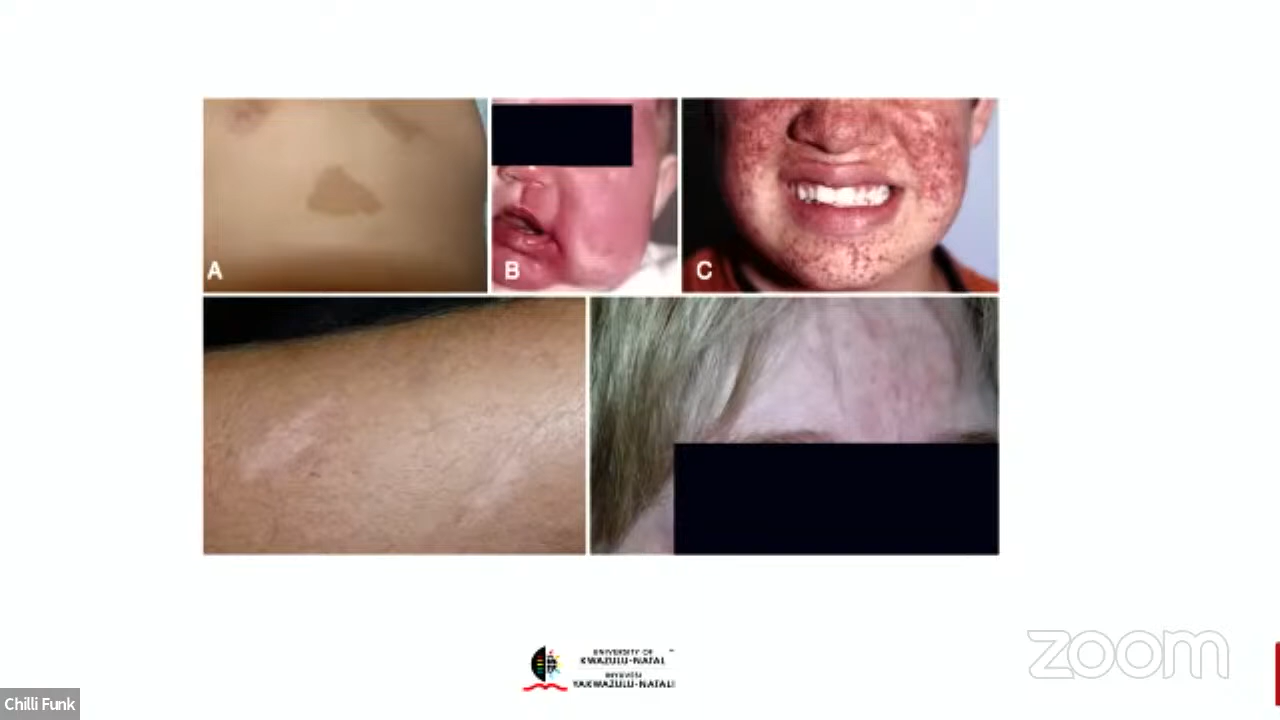 A
B
C
UNIVERSITY OF
KWAZULU-NATAL
INYUVESI
YAKWAZULU-NATALI
zoom
Chilli Funk